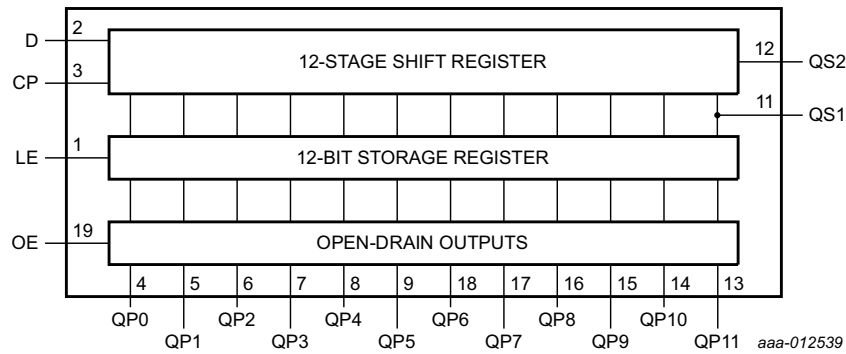 D 2 12-STAGE SHIFT REGISTER 12 QS2
CP 3
11 QS1
LE 1 12-BIT STORAGE REGISTER
OE 19 OPEN-DRAIN OUTPUTS
4 5 6 7 8 9 18 17 16 15 14 13
QP0 QP2 QP4 QP6 QP8 QP10
QP1 QP3 QP5 QP7 QP9 QP11 aaa-012539